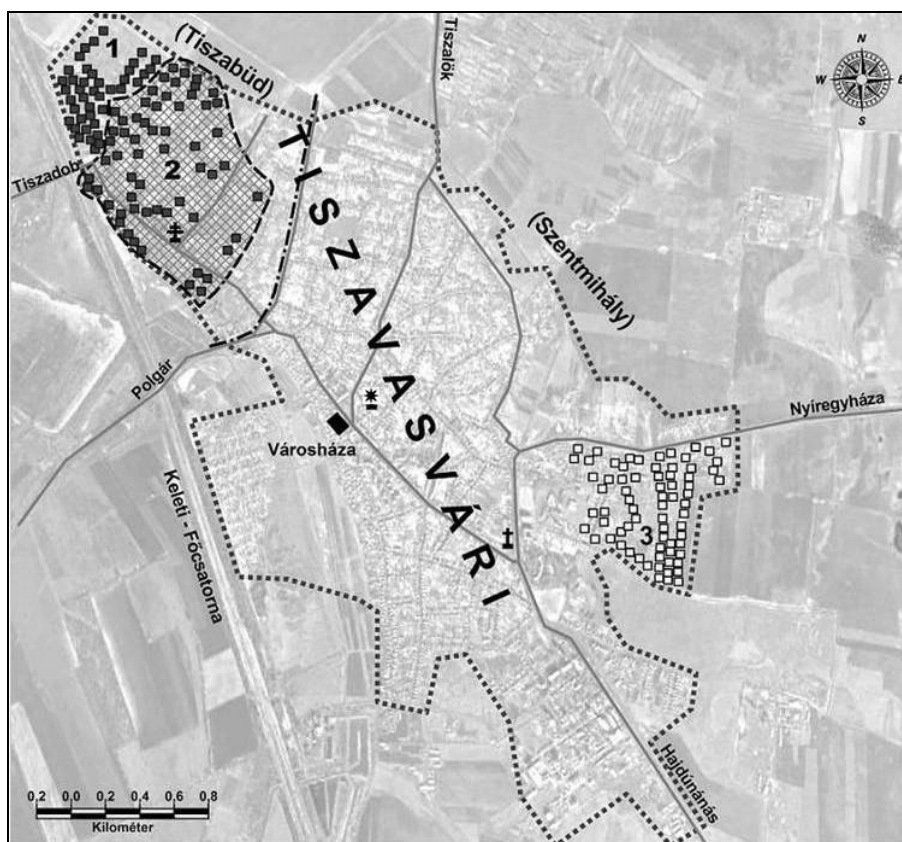 1
(Tiszabűd)
Tiszalök
N
W E
S
2
Tiszadob
TISZAVASVÁRI
(Szentmihály)
Polgár
Városháza
Nyíregyháza
Keleti - Főcsatorna
3
Hajdúnánás
0,2 0,0 0,2 0,4 0,6 0,8
Kilométer